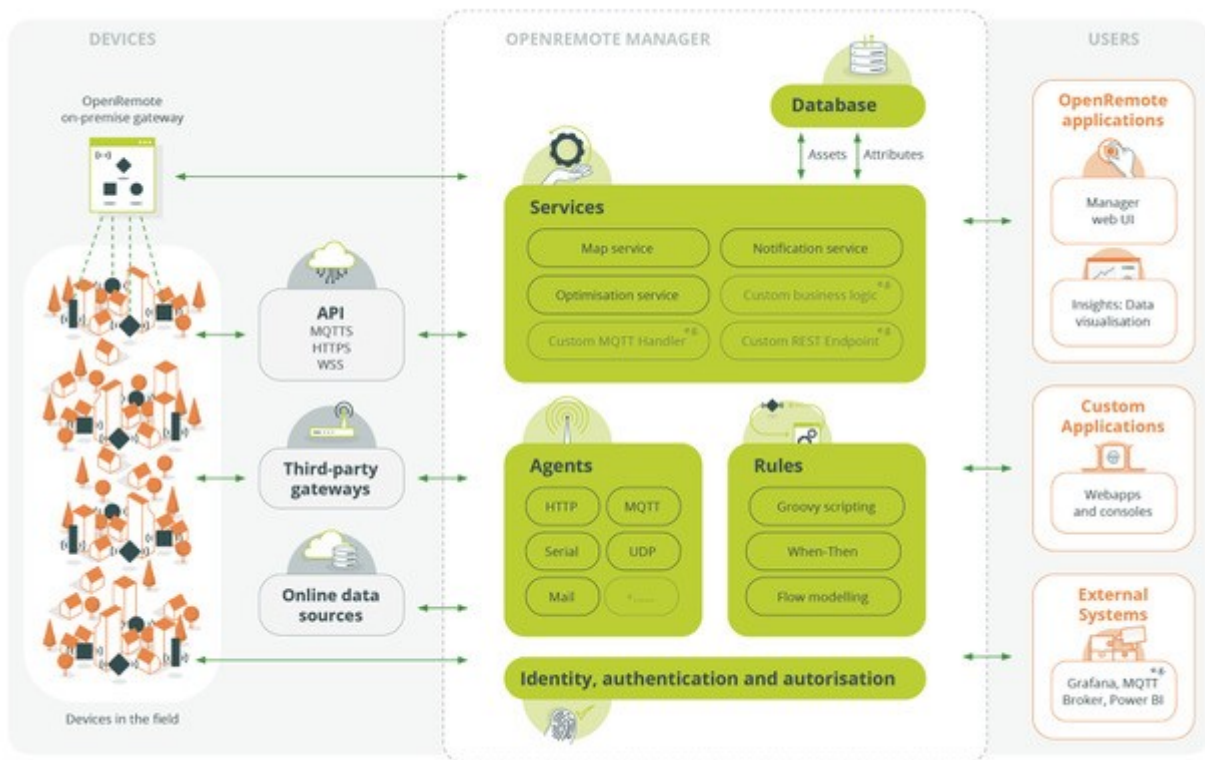 DEVICES
OpenRemote
on-premise gateway
API
MQTTS
HTTPS
WSS
Third-party
gateways
Online data
sources
Devices in the field
OPENREMOTE MANAGER
Database
Assets
Attributes
Services
Map service
Notification service
Optimisation service
Custom business logic
e.g.
Custom MQTT Handler
e.g.
Custom REST Endpoint
e.g.
Agents
HTTP
MQTT
Serial
UDP
Mail
Rules
Groovy scripting
When-Then
Flow modelling
Identity, authentication and autorisation
USERS
OpenRemote
applications
Manager
web UI
Insights: Data
visualisation
Custom
Applications
Webapps
and consoles
External
Systems
e.g.
Grafana, MQTT
Broker, Power BI